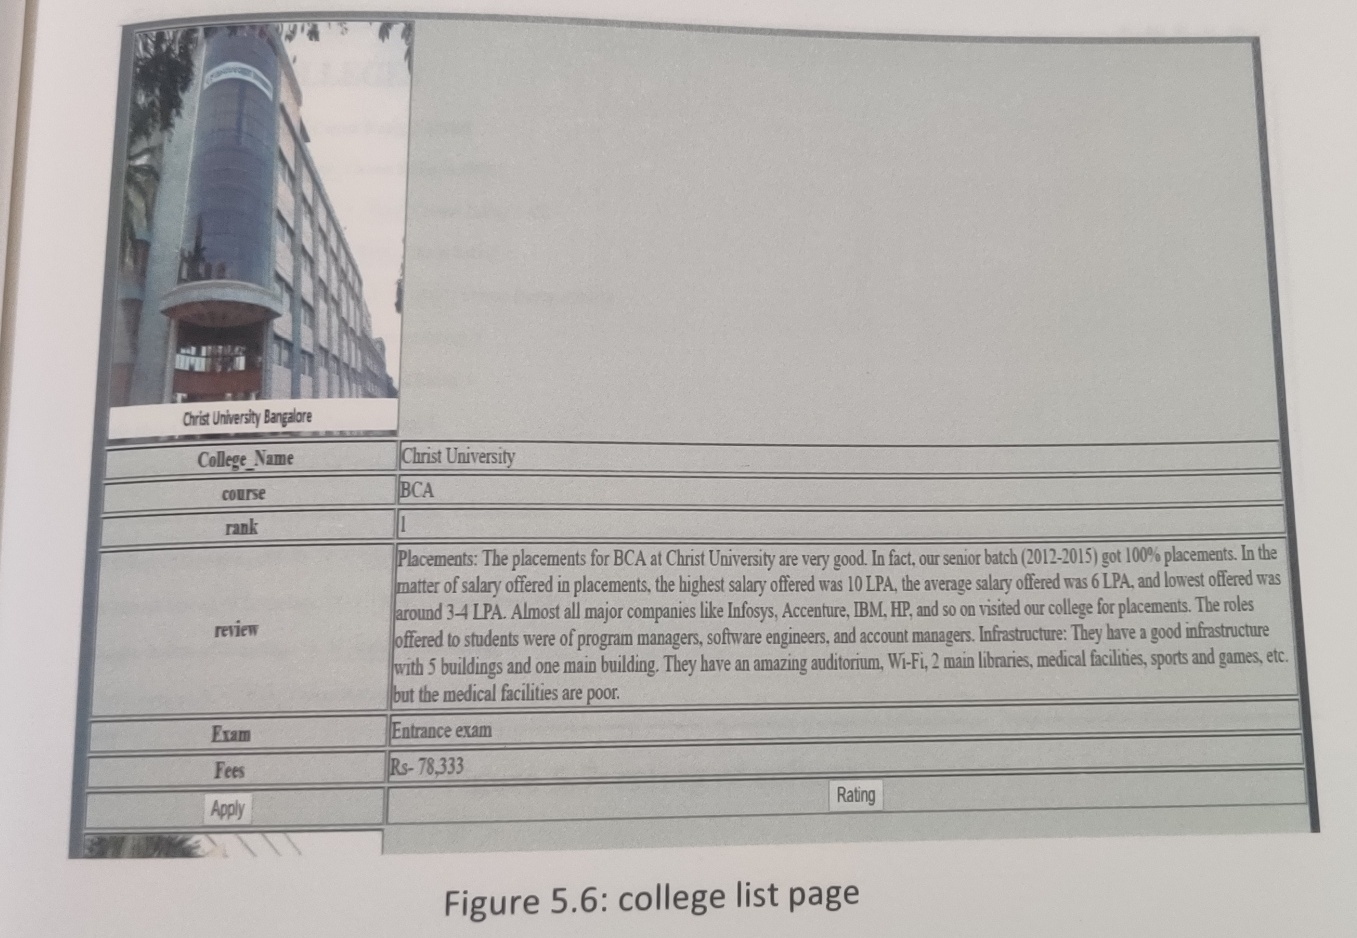 Christ University Bangalore
College_Name Christ University
course BCA
rank 1
review
Placements: The placements for BCA at Christ University are very good. In fact, our senior batch (2012-2015) got 100% placements. In the
matter of salary offered in placements, the highest salary offered was 10 LPA, the average salary offered was 6 LPA, and lowest offered was
around 3-4 LPA. Almost all major companies like Infosys, Accenture, IBM, HP, and so on visited our college for placements. The roles
offered to students were of program managers, software engineers, and account managers. Infrastructure: They have a good infrastructure
with 5 buildings and one main building. They have an amazing auditorium, Wi-Fi, 2 main libraries, medical facilities, sports and games, etc.
but the medical facilities are poor.
Exam Entrance exam
Fees Rs- 78,333
Apply Rating
Figure 5.6: college list page